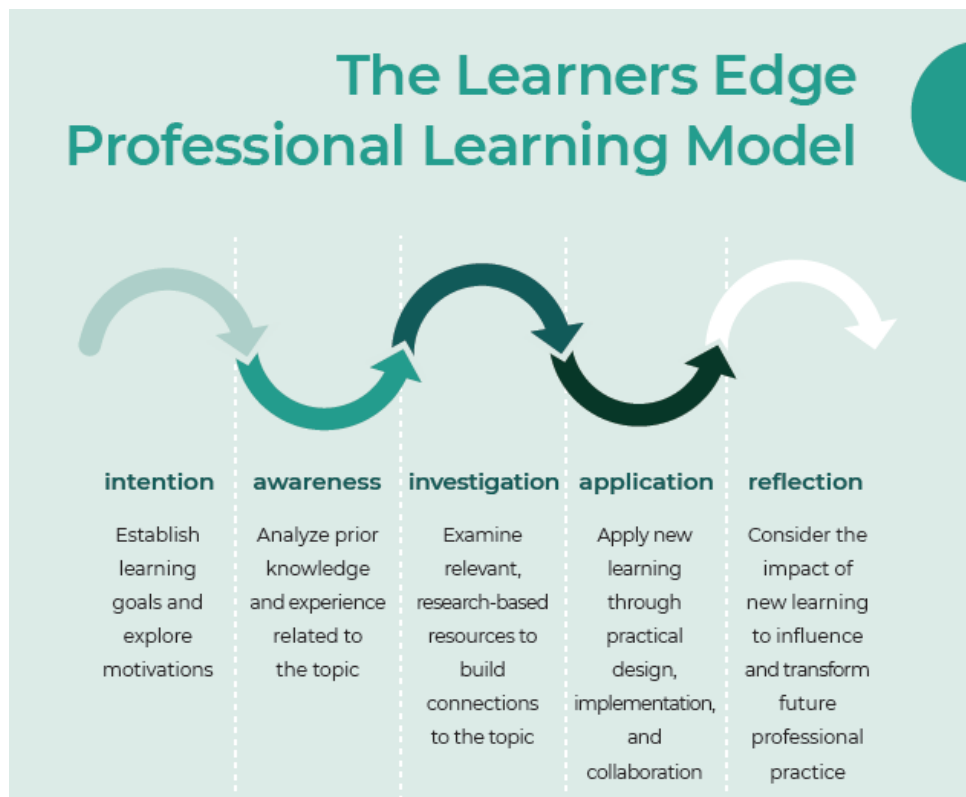 The Learners Edge
Professional Learning Model
intention
Establish
learning
goals and
explore
motivations
awareness
Analyze prior
knowledge
and experience
related to
the topic
investigation
Examine
relevant,
research-based
resources to
build
connections
to the topic
application
Apply new
learning
through
practical
design,
implementation,
and
collaboration
reflection
Consider the
impact of
new learning
to influence
and transform
future
professional
practice